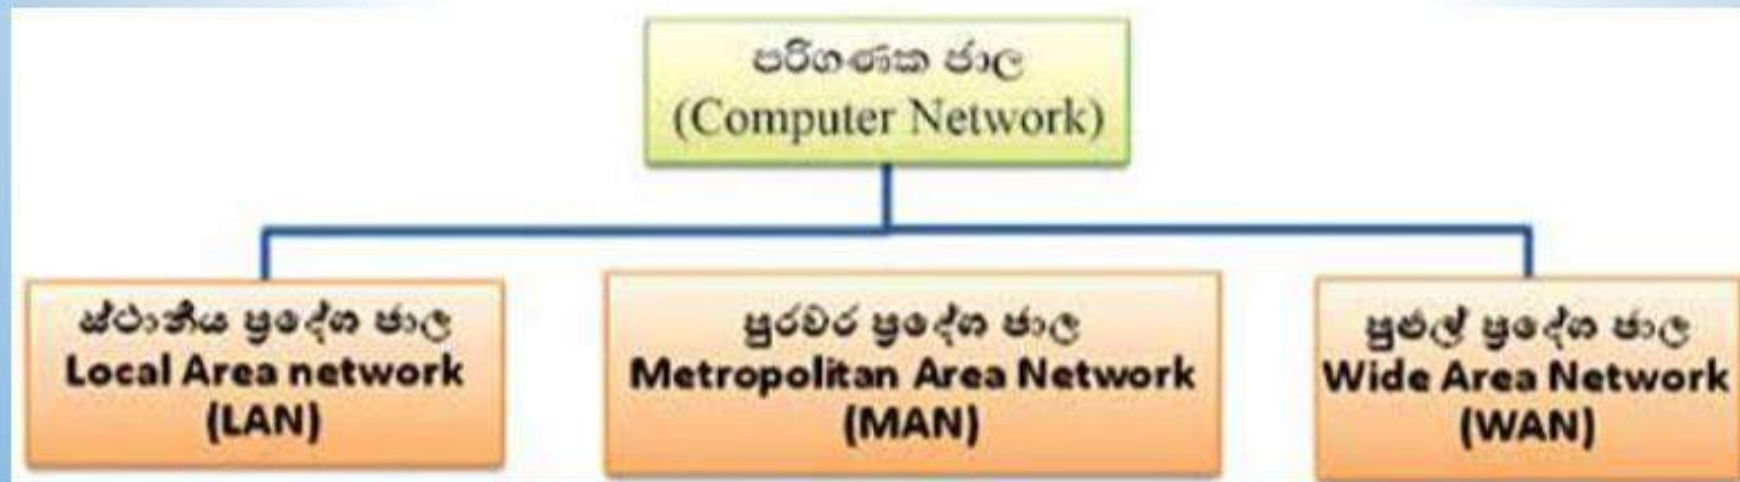 පරිගණක ජාල
(Computer Network)
ස්ථානීය ප්‍රදේශ ජාල
Local Area network
(LAN)
පුරවර ප්‍රදේශ ජාල
Metropolitan Area Network
(MAN)
පුළුල් ප්‍රදේශ ජාල
Wide Area Network
(WAN)